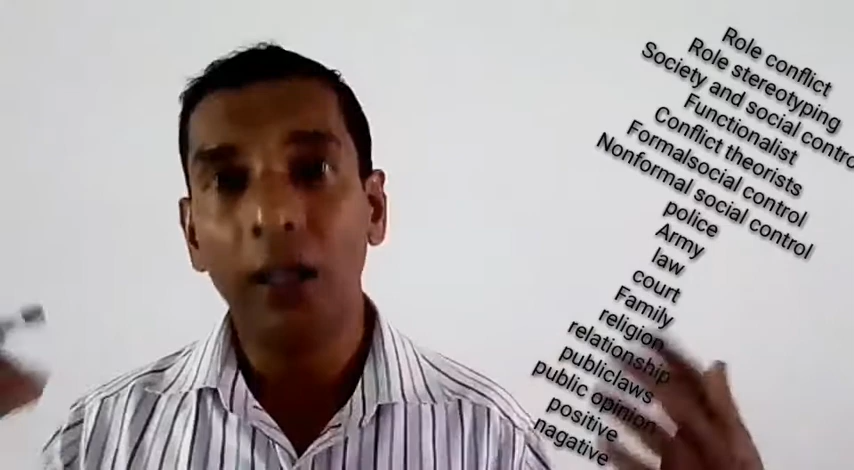 Role conflict
Role stereotyping
Society and social contro
Functionalist
Conflict theorists
Formalsocial control
Nonformal social control
police
Army
law
court
Family
religion
relationship
publiclaws
public opinion
positive
nagative